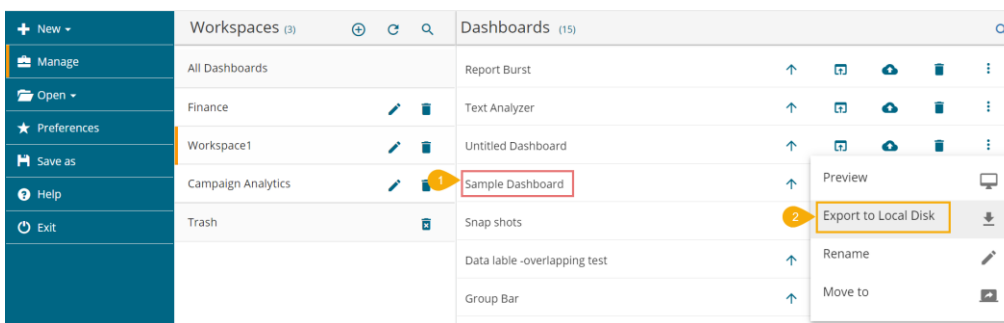 New
Manage
Open
Preferences
Save as
Help
Exit
Workspaces (3)
All Dashboards
Finance
Workspace1
Campaign Analytics
Trash
Dashboards (15)
Report Burst
Text Analyzer
Untitled Dashboard
1
Sample Dashboard
Snap shots
Data lable -overlapping test
Group Bar
Preview
2
Export to Local Disk
Rename
Move to